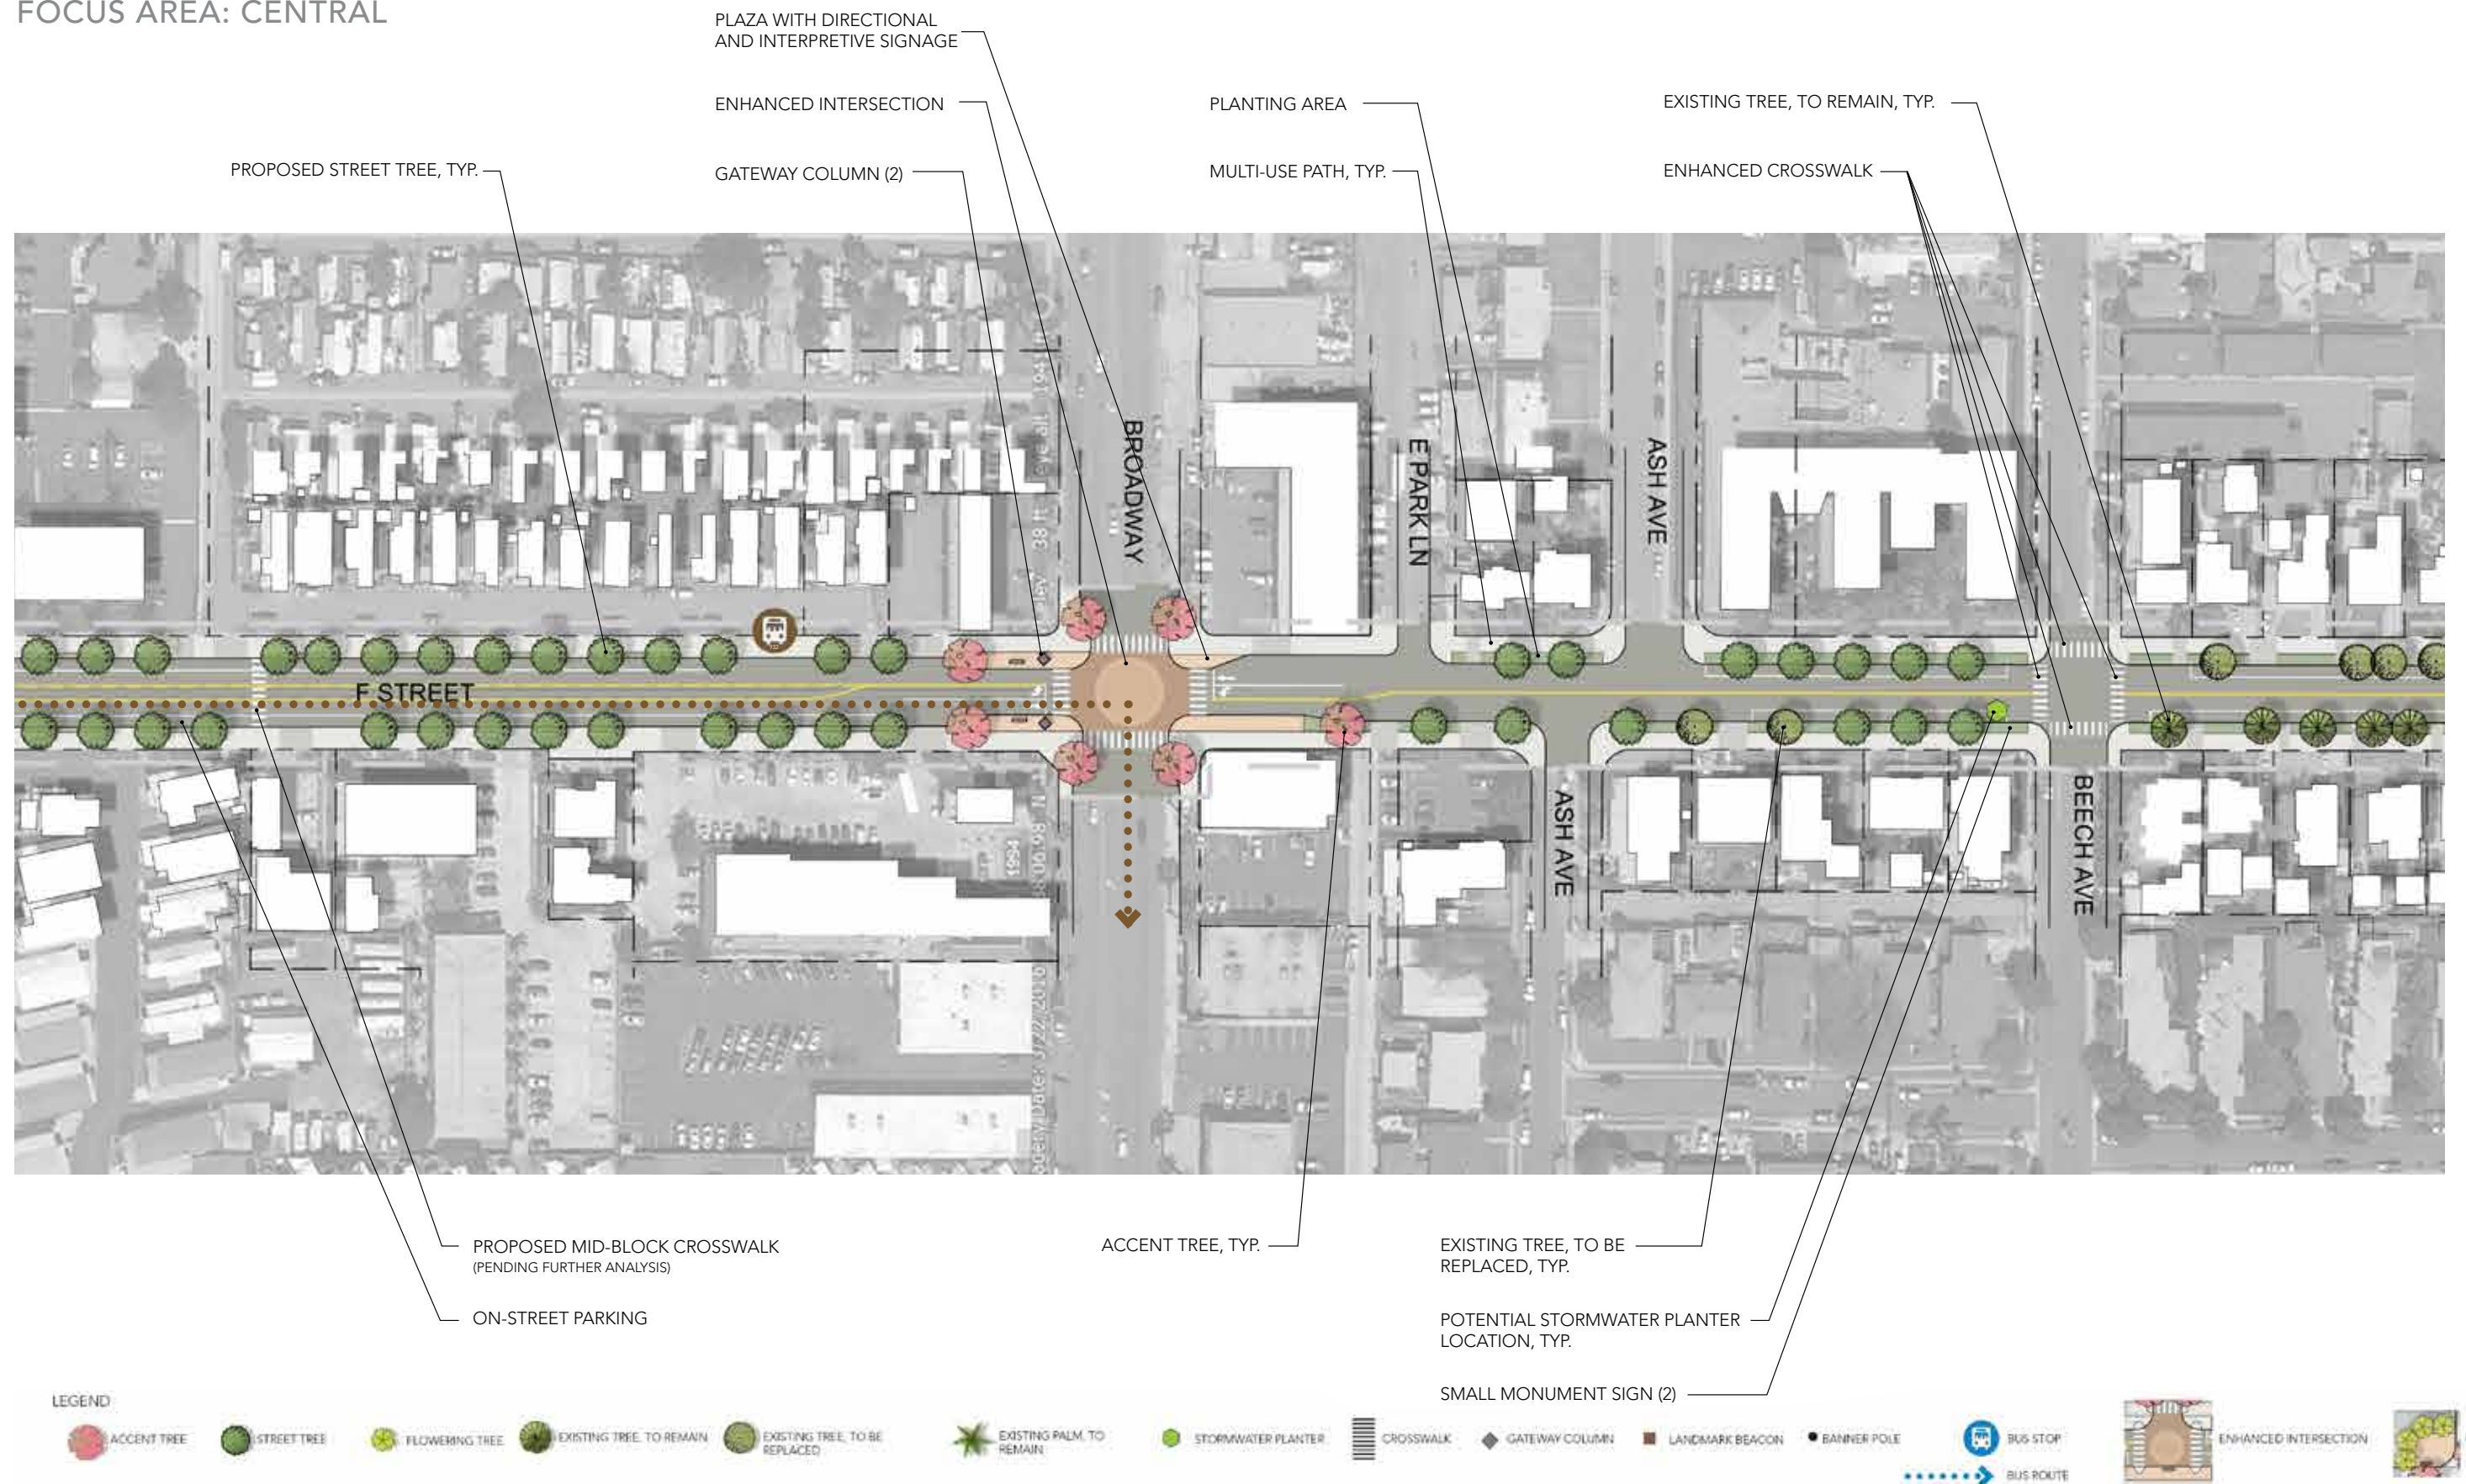 FOCUS AREA: CENTRAL
PLAZA WITH DIRECTIONAL
AND INTERPRETIVE SIGNAGE
ENHANCED INTERSECTION
PLANTING AREA
EXISTING TREE, TO REMAIN, TYP.
PROPOSED STREET TREE, TYP.
GATEWAY COLUMN (2)
MULTI-USE PATH, TYP.
ENHANCED CROSSWALK
BROADWAY
E PARK LN
ASH AVE
F STREET
ASH AVE
BEECH AVE
1994
PROPOSED MID-BLOCK CROSSWALK
(PENDING FURTHER ANALYSIS)
ON-STREET PARKING
ACCENT TREE, TYP.
EXISTING TREE, TO BE
REPLACED, TYP.
POTENTIAL STORMWATER PLANTER
LOCATION, TYP.
SMALL MONUMENT SIGN (2)
LEGEND
ACCENT TREE
STREET TREE
FLOWERING TREE
EXISTING TREE, TO REMAIN
EXISTING TREE, TO BE
REPLACED
EXISTING PALM, TO
REMAIN
STORMWATER PLANTER
CROSSWALK
GATEWAY COLUMN
LANDMARK BEACON
BANNER POLE
BUS STOP
BUS ROUTE
ENHANCED INTERSECTION